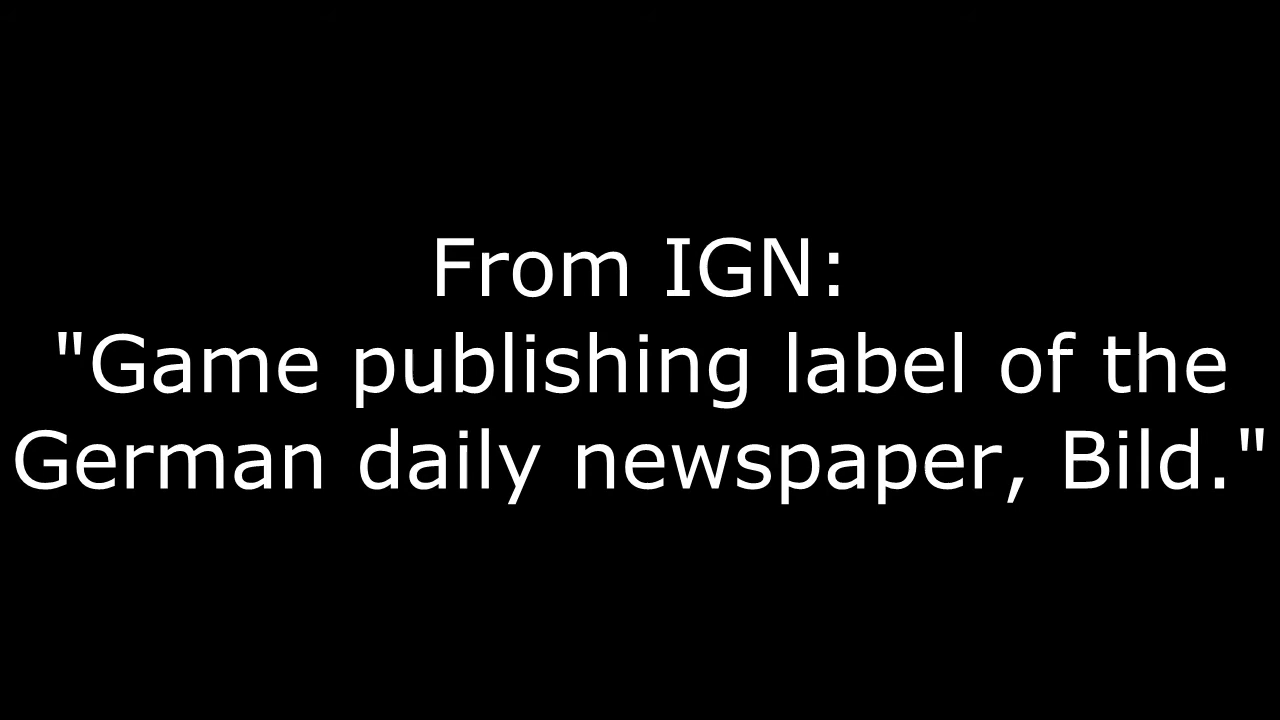 From IGN:
"Game publishing label of the
German daily newspaper, Bild."